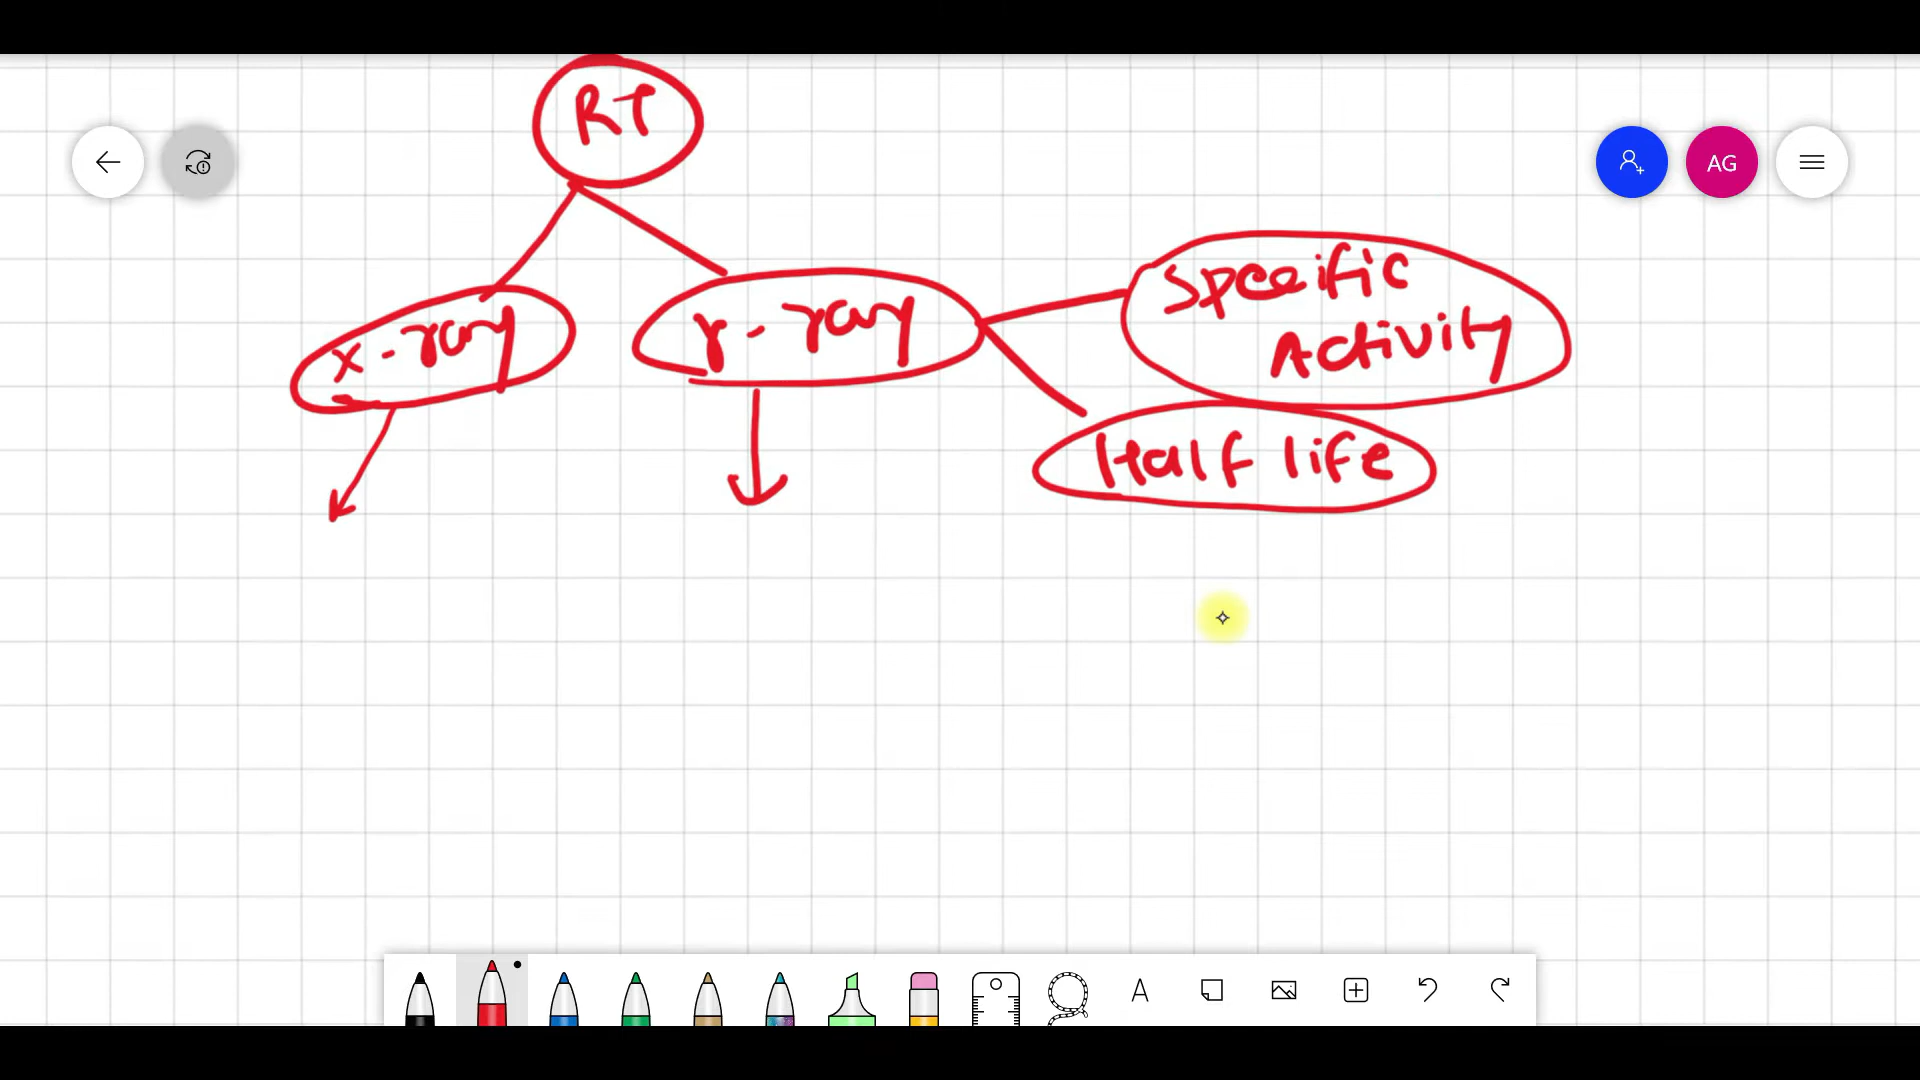 RT
AG
x-ray
γ-ray
Specific
Activity
Half life
A